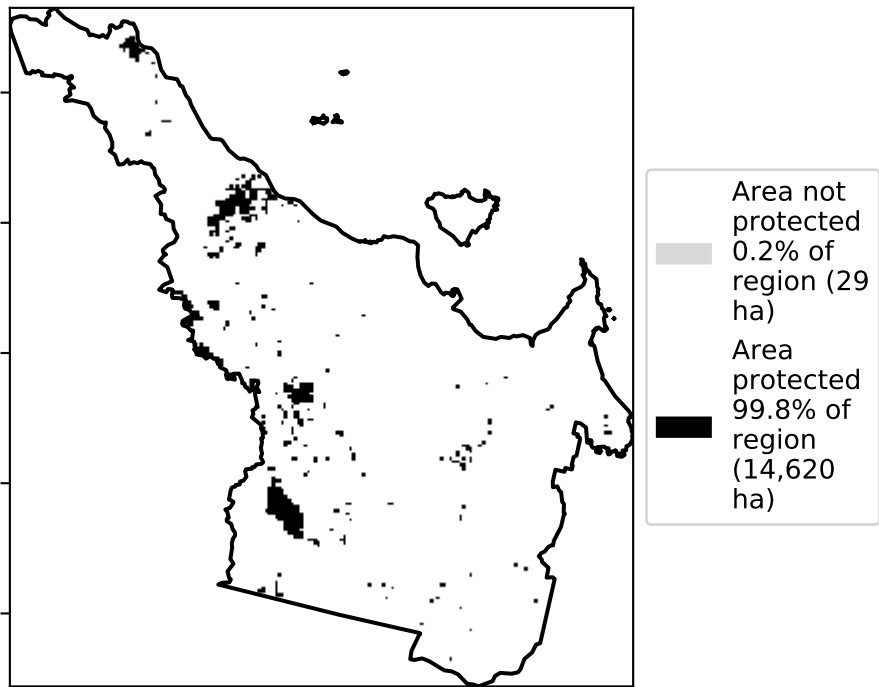 Area not
protected
0.2% of
region (29
ha)
Area
protected
99.8% of
region
(14,620
ha)